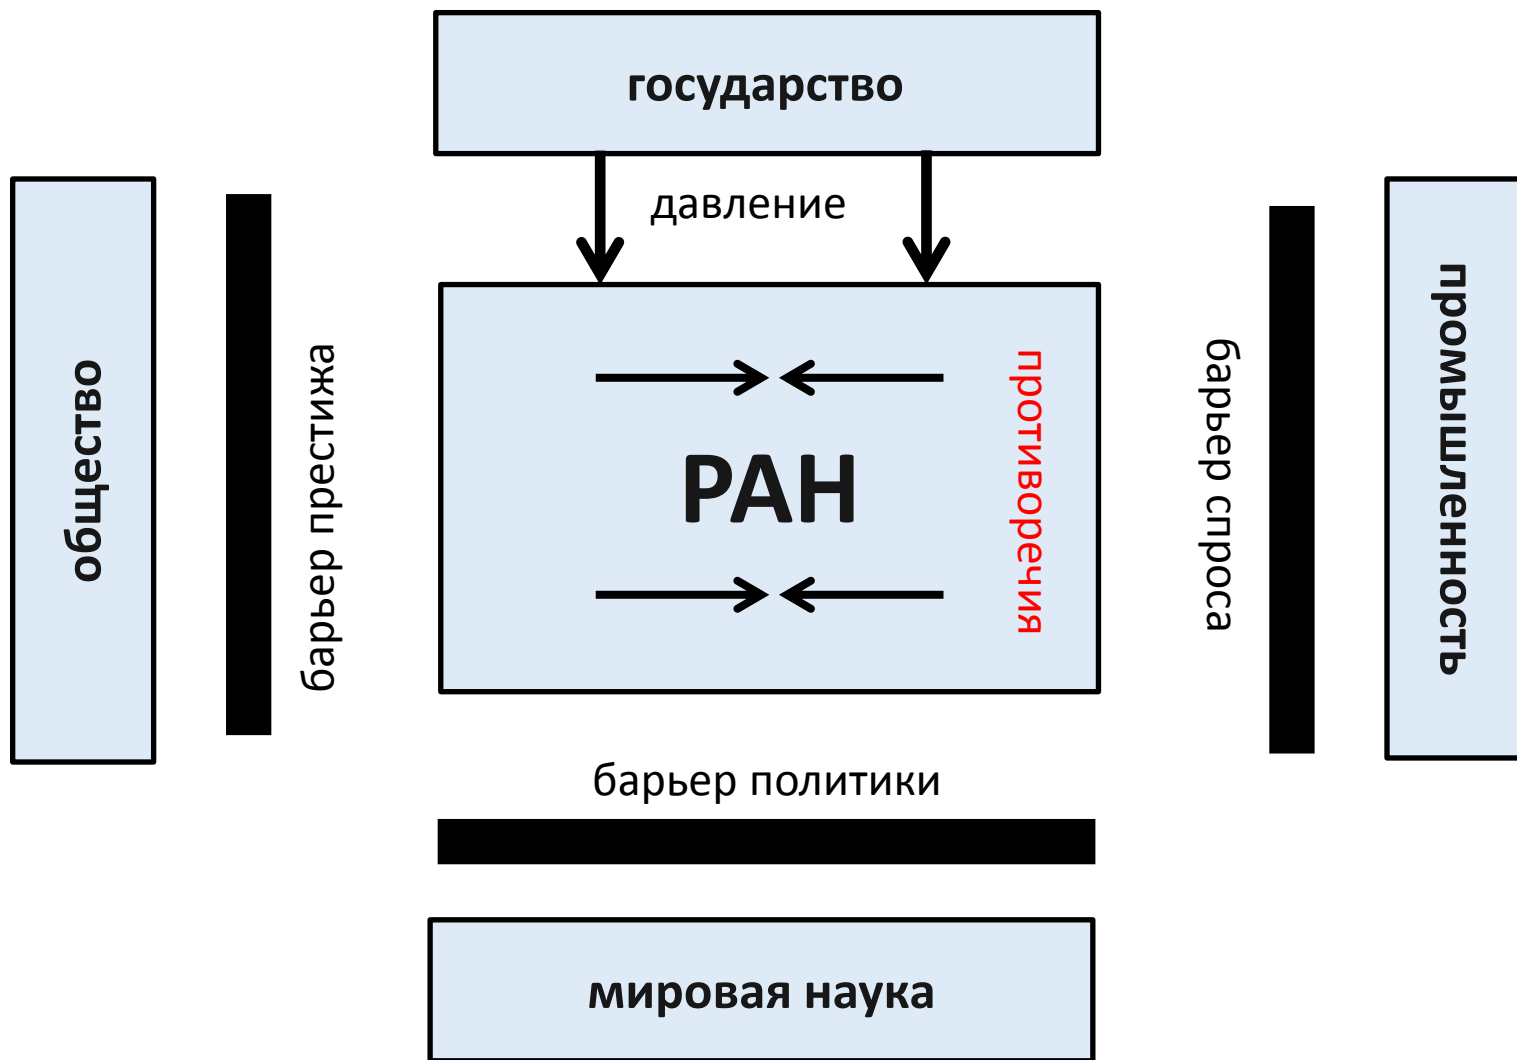 государство
давление
общество
барьер престижа
РАН
противоречия
барьер спроса
промышленность
барьер политики
мировая наука